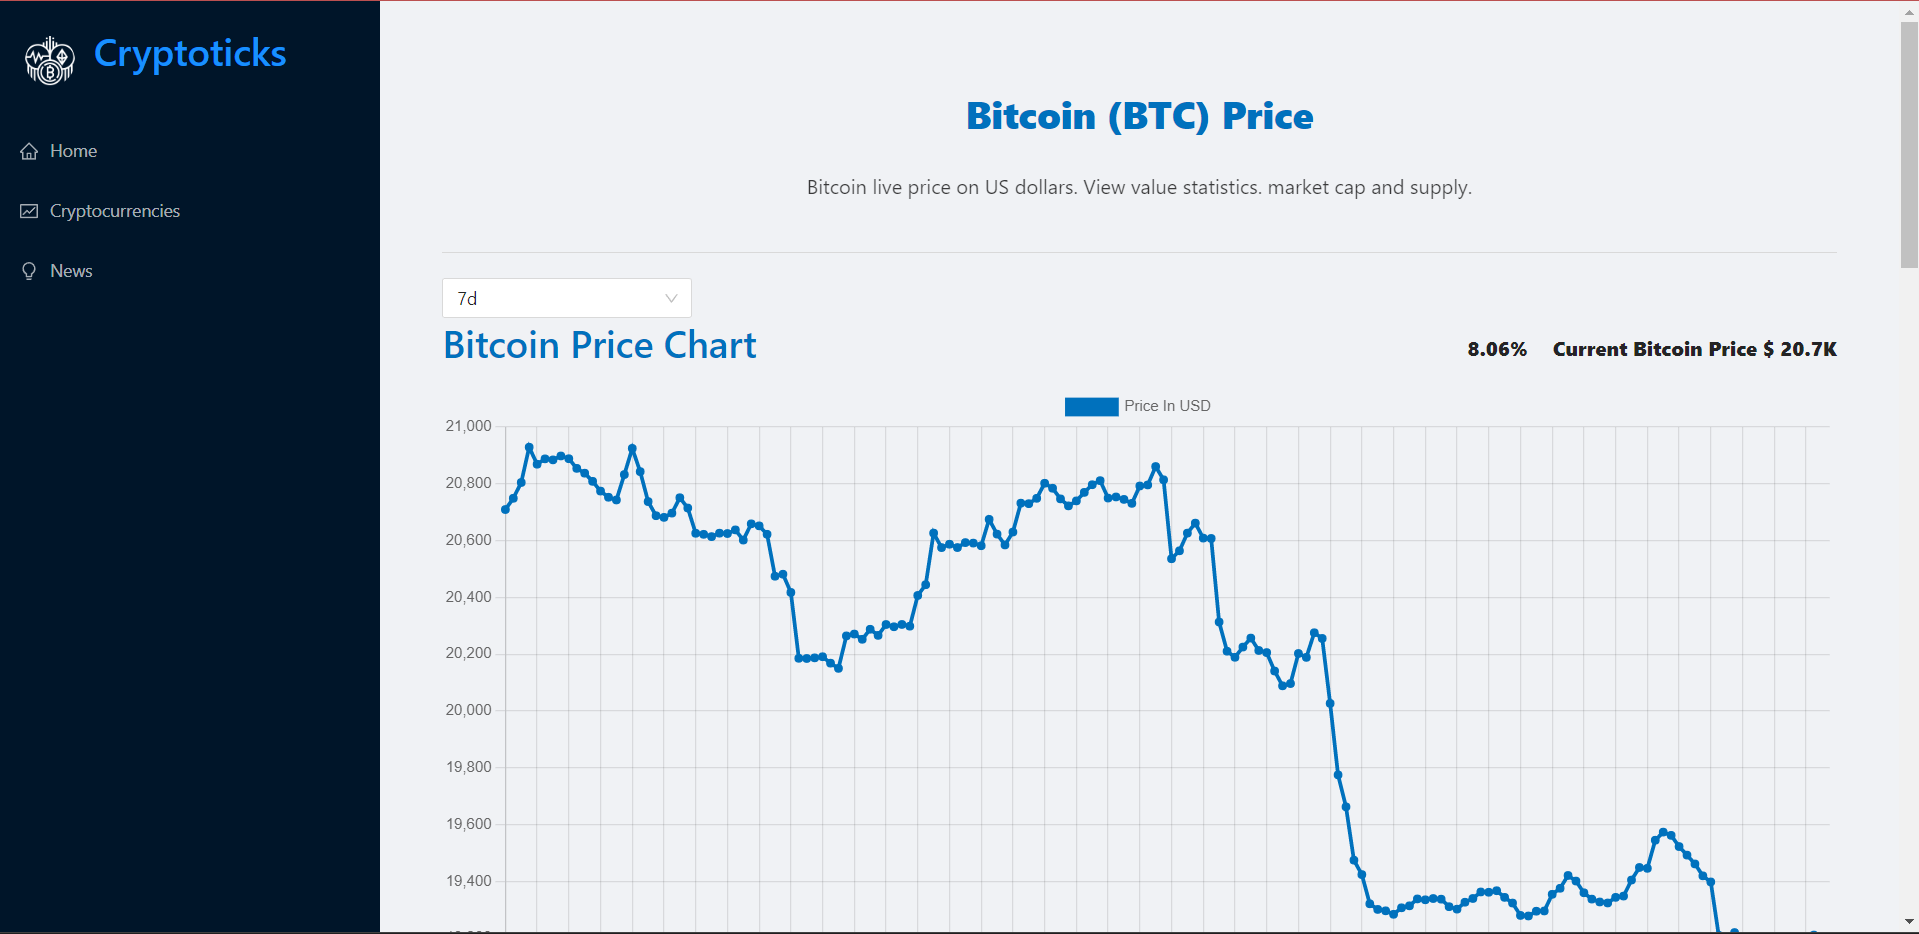 Cryptoticks
Home
Cryptocurrencies
News
Bitcoin (BTC) Price
Bitcoin live price on US dollars. View value statistics. market cap and supply.
7d
Bitcoin Price Chart
8.06% Current Bitcoin Price $ 20.7K
Price In USD
21,000
20,800
20,600
20,400
20,200
20,000
19,800
19,600
19,400